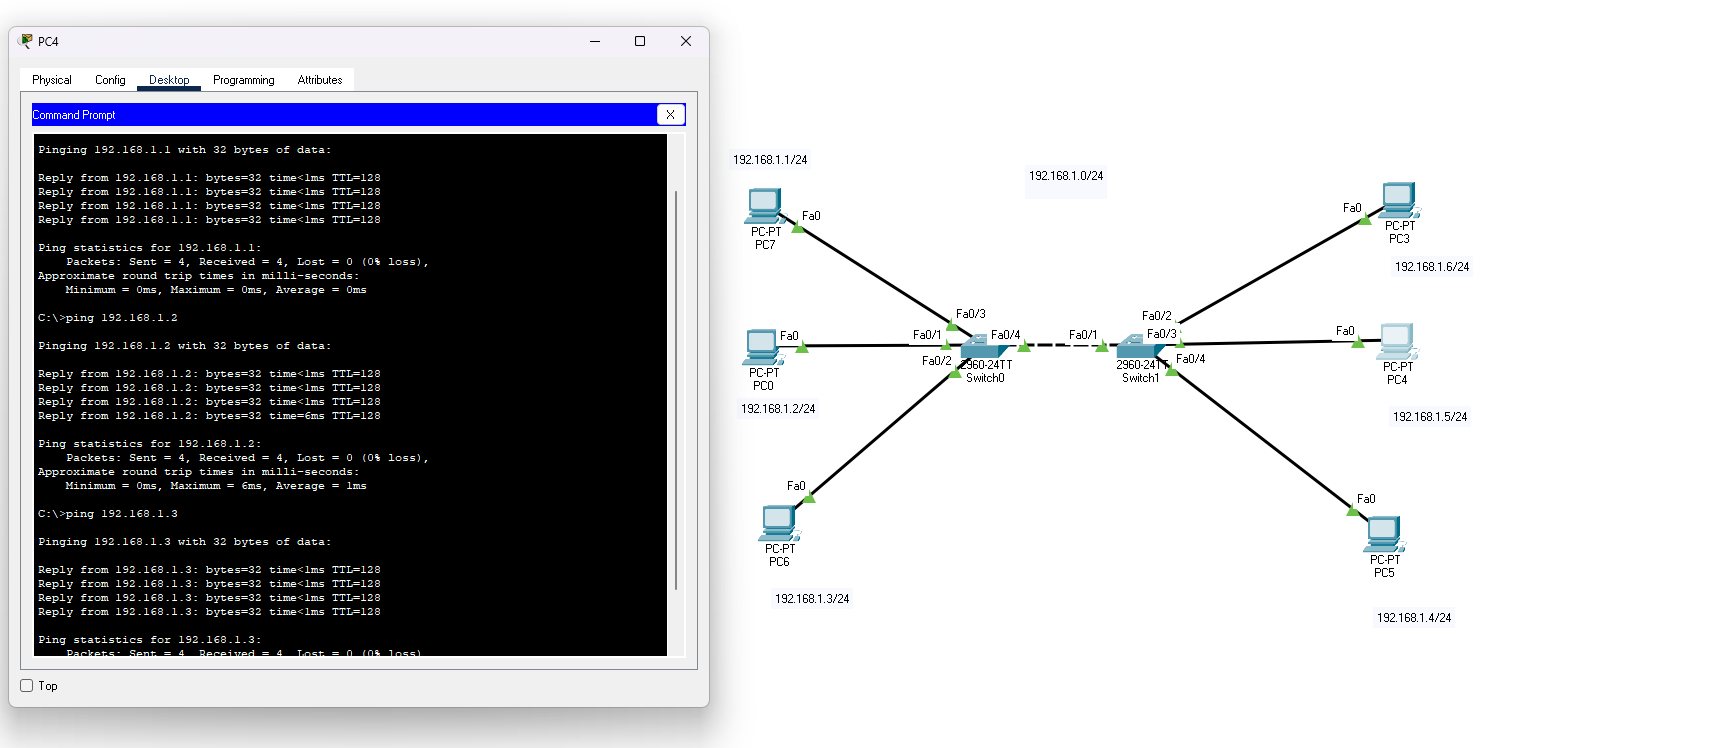 PC4
Physical Config Desktop Programming Attributes
Command Prompt
X
Pinging 192.168.1.1 with 32 bytes of data:
Reply from 192.168.1.1: bytes=32 time<1ms TTL=128
Reply from 192.168.1.1: bytes=32 time<1ms TTL=128
Reply from 192.168.1.1: bytes=32 time<1ms TTL=128
Reply from 192.168.1.1: bytes=32 time<1ms TTL=128
Ping statistics for 192.168.1.1:
Packets: Sent = 4, Received = 4, Lost = 0 (0% loss),
Approximate round trip times in milli-seconds:
Minimum = 0ms, Maximum = 0ms, Average = 0ms
C:\>ping 192.168.1.2
Pinging 192.168.1.2 with 32 bytes of data:
Reply from 192.168.1.2: bytes=32 time<1ms TTL=128
Reply from 192.168.1.2: bytes=32 time<1ms TTL=128
Reply from 192.168.1.2: bytes=32 time<1ms TTL=128
Reply from 192.168.1.2: bytes=32 time=6ms TTL=128
Ping statistics for 192.168.1.2:
Packets: Sent = 4, Received = 4, Lost = 0 (0% loss),
Approximate round trip times in milli-seconds:
Minimum = 0ms, Maximum = 6ms, Average = 1ms
C:\>ping 192.168.1.3
Pinging 192.168.1.3 with 32 bytes of data:
Reply from 192.168.1.3: bytes=32 time<1ms TTL=128
Reply from 192.168.1.3: bytes=32 time<1ms TTL=128
Reply from 192.168.1.3: bytes=32 time<1ms TTL=128
Reply from 192.168.1.3: bytes=32 time<1ms TTL=128
Ping statistics for 192.168.1.3:
Packets: Sent = 4, Received = 4, Lost = 0 (0% loss)
Top
192.168.1.1/24
Fa0
PC-PT
PC7
192.168.1.0/24
Fa0
PC-PT
PC3
192.168.1.6/24
Fa0
PC-PT
PC0
192.168.1.2/24
Fa0/3
Fa0/1
Fa0/4
Fa0/2
2960-24TT
Switch0
Fa0/1
Fa0/2
Fa0/3
Fa0/4
2960-24TT
Switch1
Fa0
PC-PT
PC4
192.168.1.5/24
Fa0
PC-PT
PC6
192.168.1.3/24
Fa0
PC-PT
PC5
192.168.1.4/24